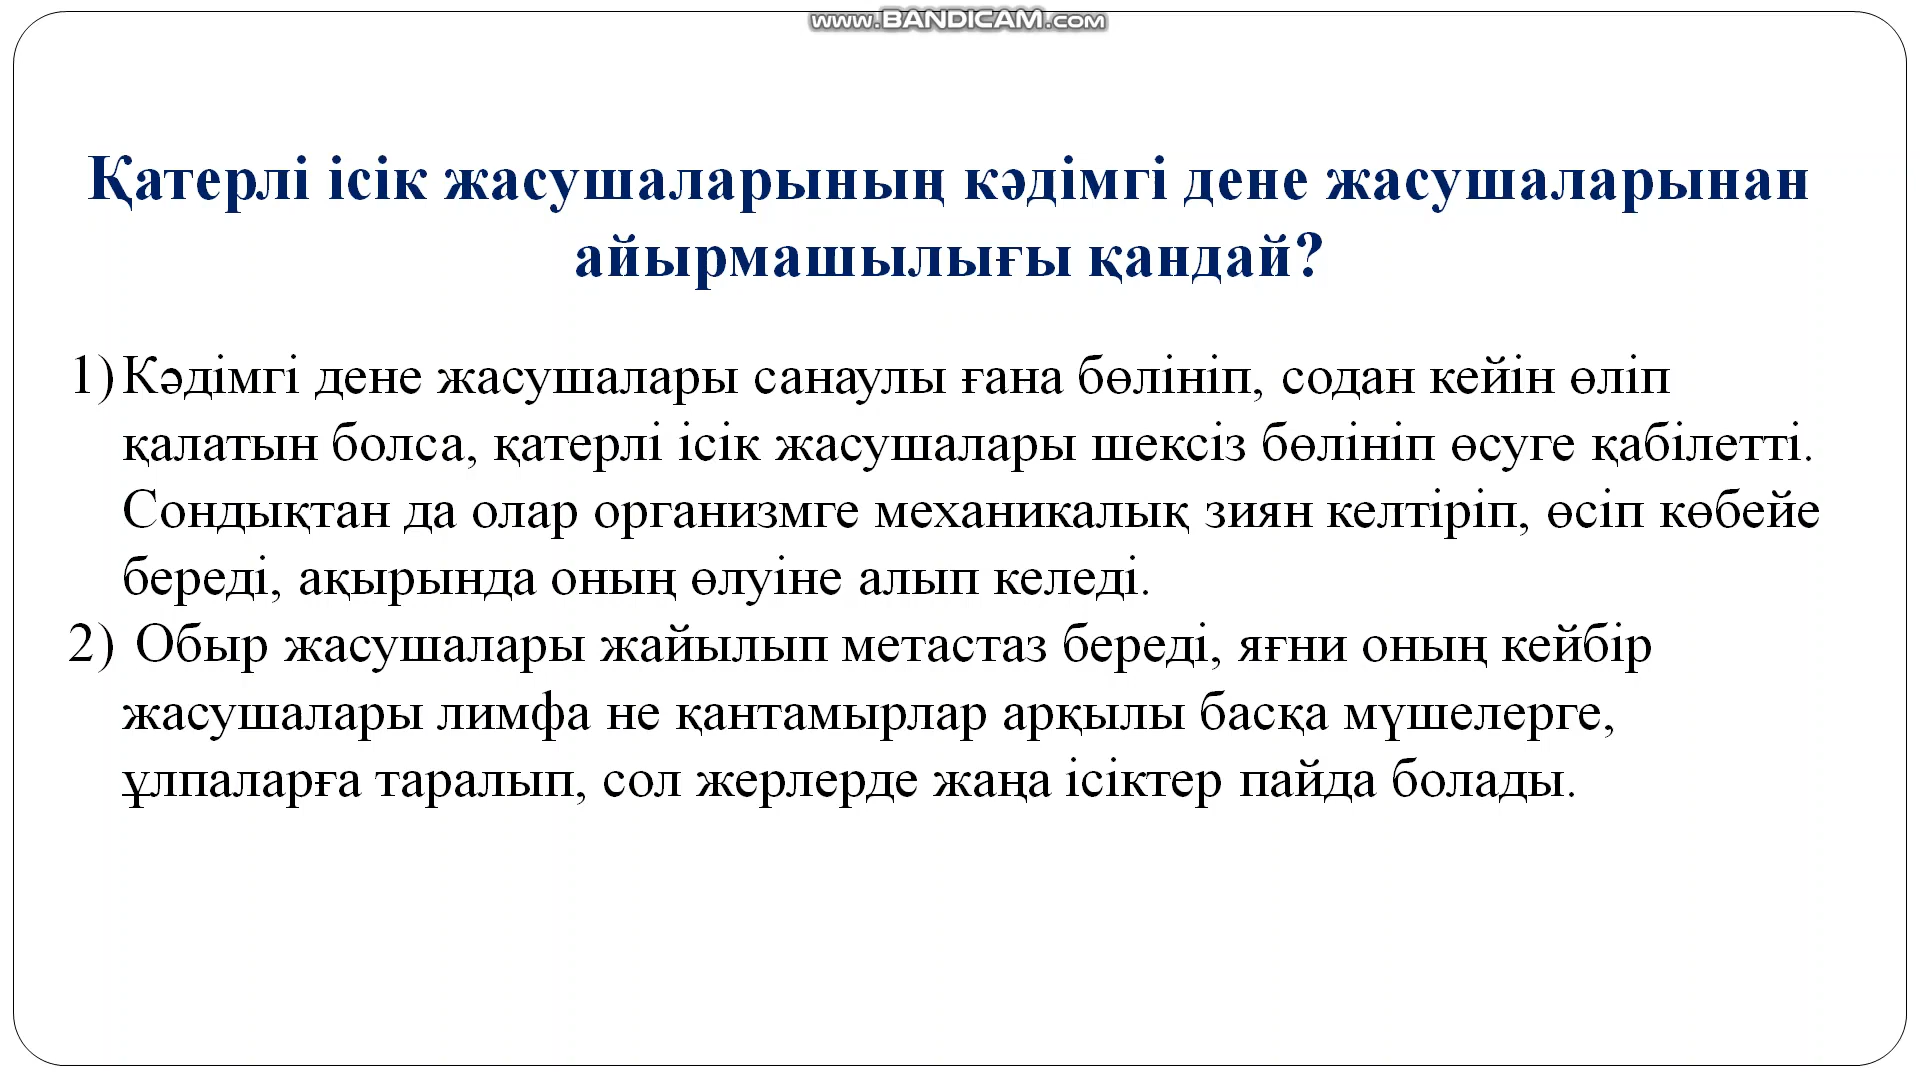 www.BANDICAM.com
Қатерлі ісік жасушаларының кәдімгі дене жасушаларынан
айырмашылығы қандай?
1) Кәдімгі дене жасушалары санаулы ғана бөлініп, содан кейін өліп
қалатын болса, қатерлі ісік жасушалары шексіз бөлініп өсуге қабілетті.
Сондықтан да олар организмге механикалық зиян келтіріп, өсіп көбейе
береді, ақырында оның өлуіне алып келеді.
2) Обыр жасушалары жайылып метастаз береді, яғни оның кейбір
жасушалары лимфа не қантамырлар арқылы басқа мүшелерге,
ұлпаларға таралып, сол жерлерде жаңа ісіктер пайда болады.